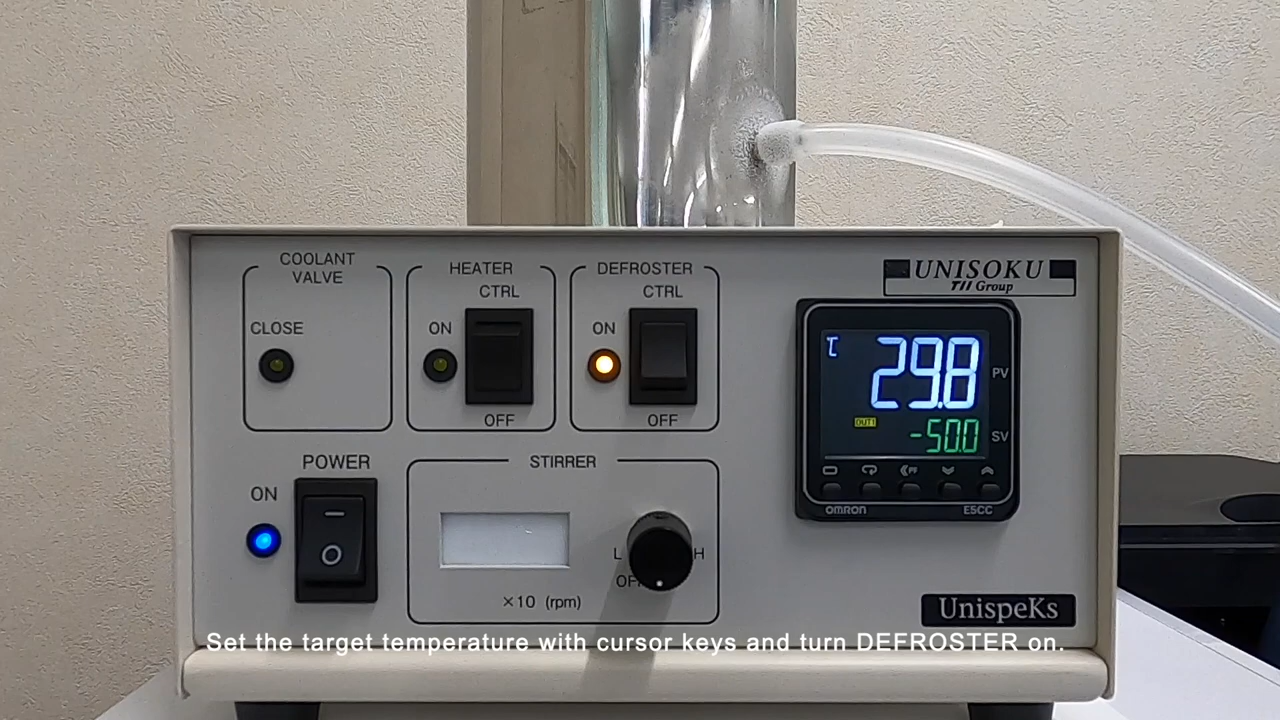 COOLANT
VALVE
CLOSE
HEATER
CTRL
ON
OFF
DEFROSTER
CTRL
ON
OFF
UNISOKU
TII Group
℃ 29.8 PV
OUT1
-50.0 SV
PF
OMRON E5CC
POWER
ON
STIRRER
L H
OFF
×10 (rpm)
UnispeKs
Set the target temperature with cursor keys and turn DEFROSTER on.